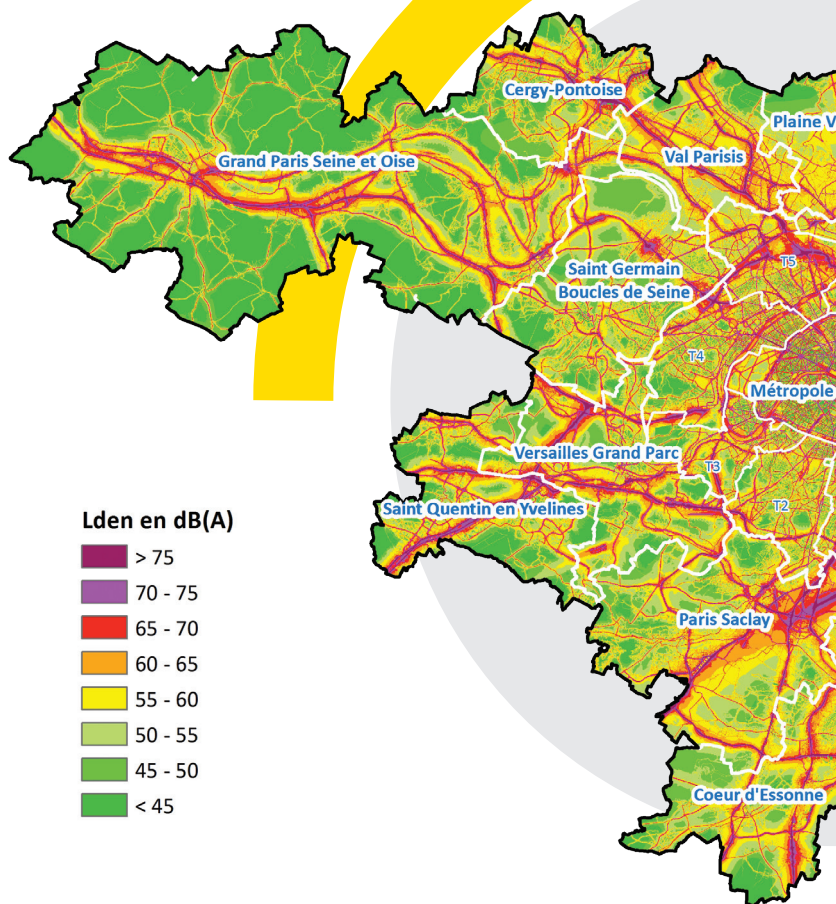 Cergy-Pontoise
Plaine V
Grand Paris Seine et Oise
Val Parisis
T5
Saint Germain
Boucles de Seine
T4
Métropole
Versailles Grand Parc
T3
Saint Quentin en Yvelines
T2
Paris Saclay
Coeur d'Essonne
Lden en dB(A)
> 75
70 - 75
65 - 70
60 - 65
55 - 60
50 - 55
45 - 50
< 45